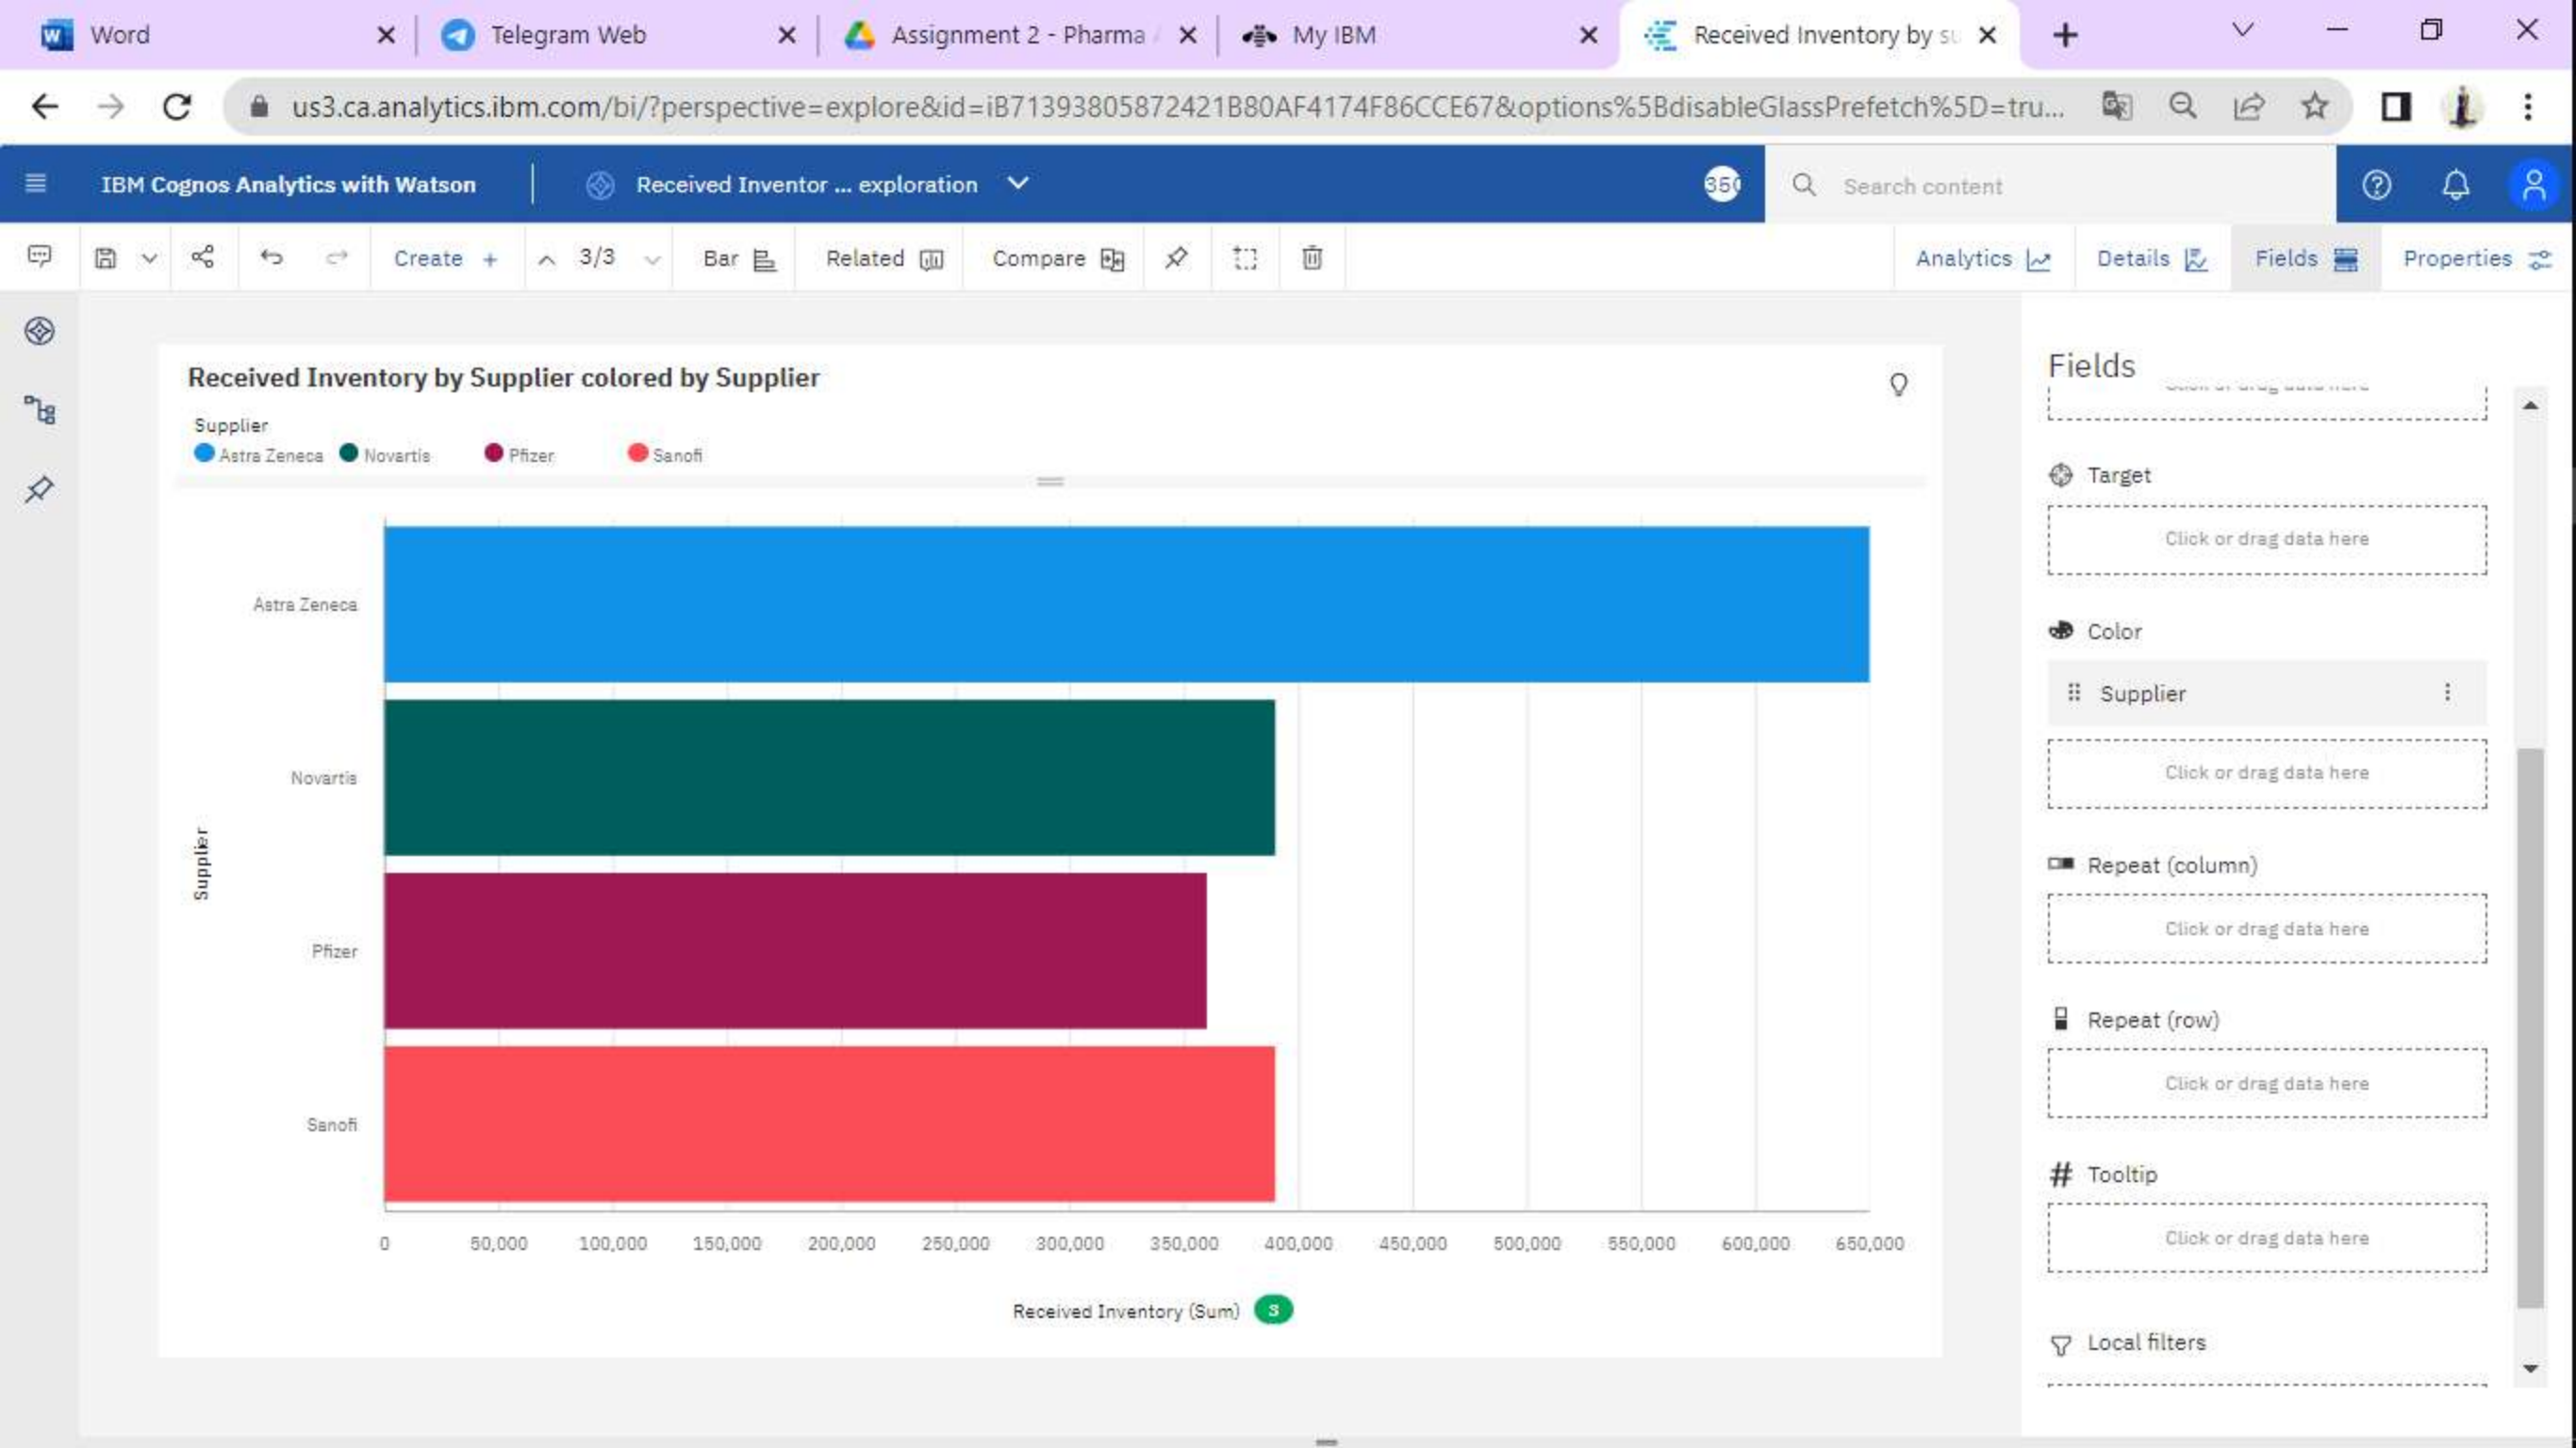 Word
Telegram Web
Assignment 2 - Pharma
My IBM
Received Inventory by su
us3.ca.analytics.ibm.com/bi/?perspective=explore&id=iB71393805872421B80AF4174F86CCE67&options%5BdisableGlassPrefetch%5D=tru...
IBM Cognos Analytics with Watson
Received Inventor ... exploration
Search content
Create +
3/3
Bar
Related
Compare
Analytics
Details
Fields
Properties
Received Inventory by Supplier colored by Supplier
Supplier
Astra Zeneca
Novartis
Pfizer
Sanofi
Supplier
Astra Zeneca
Novartis
Pfizer
Sanofi
0 50,000 100,000 150,000 200,000 250,000 300,000 350,000 400,000 450,000 500,000 550,000 600,000 650,000
Received Inventory (Sum) S
Fields
Target
Click or drag data here
Color
Supplier
Click or drag data here
Repeat (column)
Click or drag data here
Repeat (row)
Click or drag data here
# Tooltip
Click or drag data here
Local filters